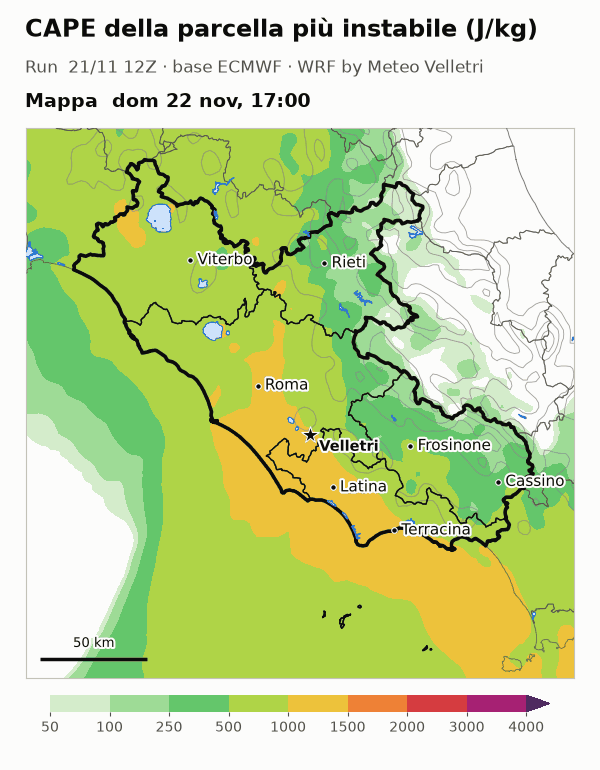 CAPE della parcella più instabile (J/kg)
Run  21/11 12Z · base ECMWF · WRF by Meteo Velletri
Mappa  dom 22 nov, 17:00
Viterbo
Rieti
Roma
Velletri
Frosinone
Cassino
Latina
Terracina
50 km
50 100 250 500 1000 1500 2000 3000 4000